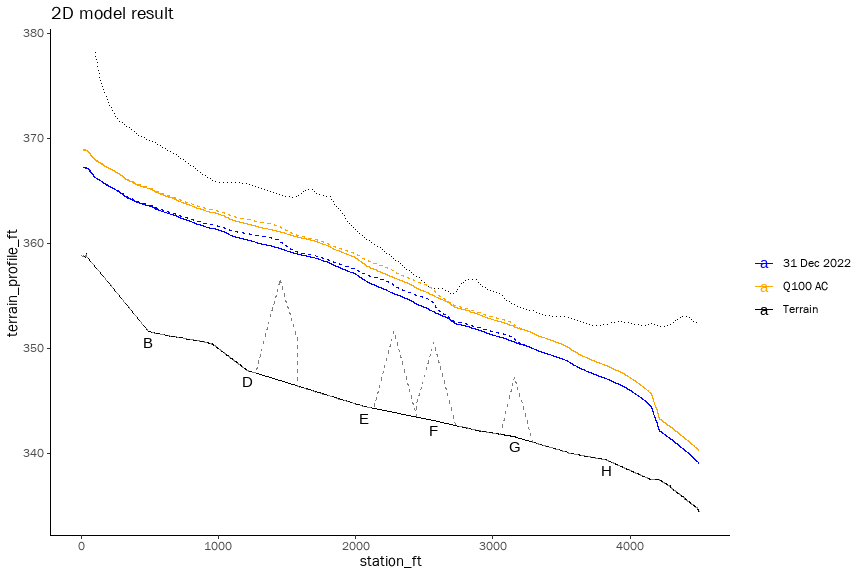 2D model result
380
370
360
350
340
terrain_profile_ft
B
D
E
F
G
H
0
1000
2000
3000
4000
station_ft
a 31 Dec 2022
a Q100 AC
a Terrain